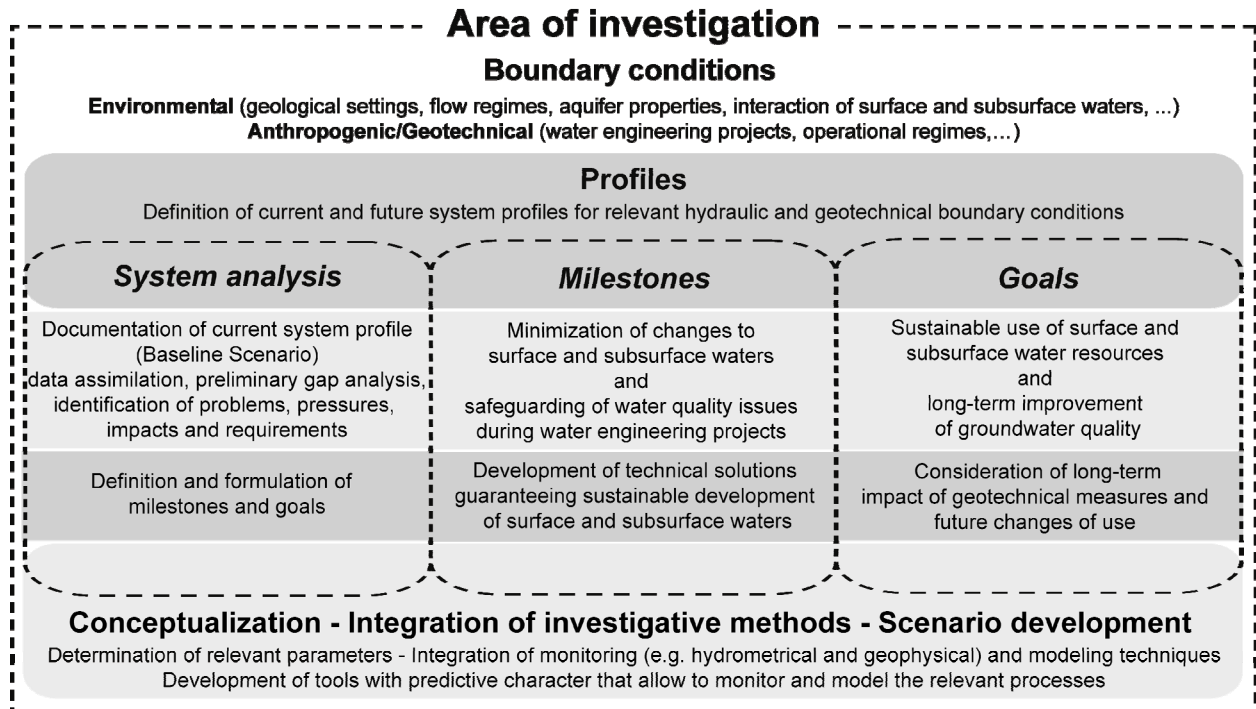 Area of investigation
Boundary conditions
Environmental (geological settings, flow regimes, aquifer properties, interaction of surface and subsurface waters, ...)
Anthropogenic/Geotechnical (water engineering projects, operational regimes,...)
Profiles
Definition of current and future system profiles for relevant hydraulic and geotechnical boundary conditions
System analysis
Documentation of current system profile
(Baseline Scenario)
data assimilation, preliminary gap analysis,
identification of problems, pressures,
impacts and requirements
Definition and formulation of
milestones and goals
Milestones
Minimization of changes to
surface and subsurface waters
and
safeguarding of water quality issues
during water engineering projects
Development of technical solutions
guaranteeing sustainable development
of surface and subsurface waters
Goals
Sustainable use of surface and
subsurface water resources
and
long-term improvement
of groundwater quality
Consideration of long-term
impact of geotechnical measures and
future changes of use
Conceptualization - Integration of investigative methods - Scenario development
Determination of relevant parameters - Integration of monitoring (e.g. hydrometrical and geophysical) and modeling techniques
Development of tools with predictive character that allow to monitor and model the relevant processes